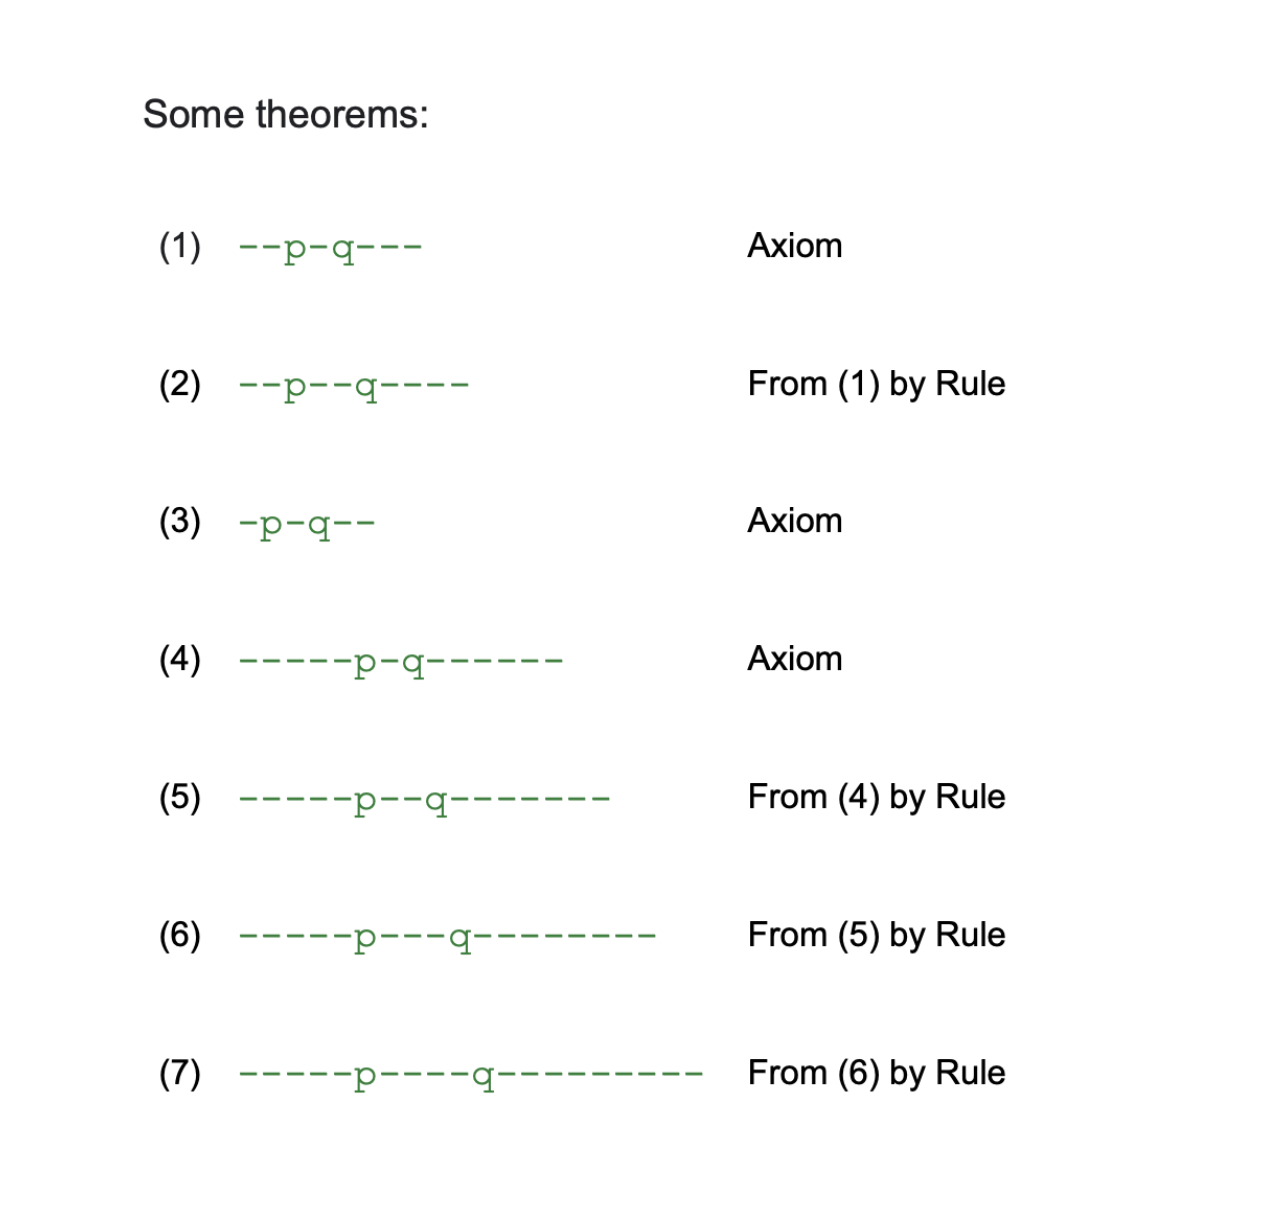 Some theorems:
(1) --p-q--- Axiom
(2) --p--q---- From (1) by Rule
(3) -p-q-- Axiom
(4) -----p-q------ Axiom
(5) -----p--q------- From (4) by Rule
(6) -----p---q-------- From (5) by Rule
(7) -----p----q--------- From (6) by Rule